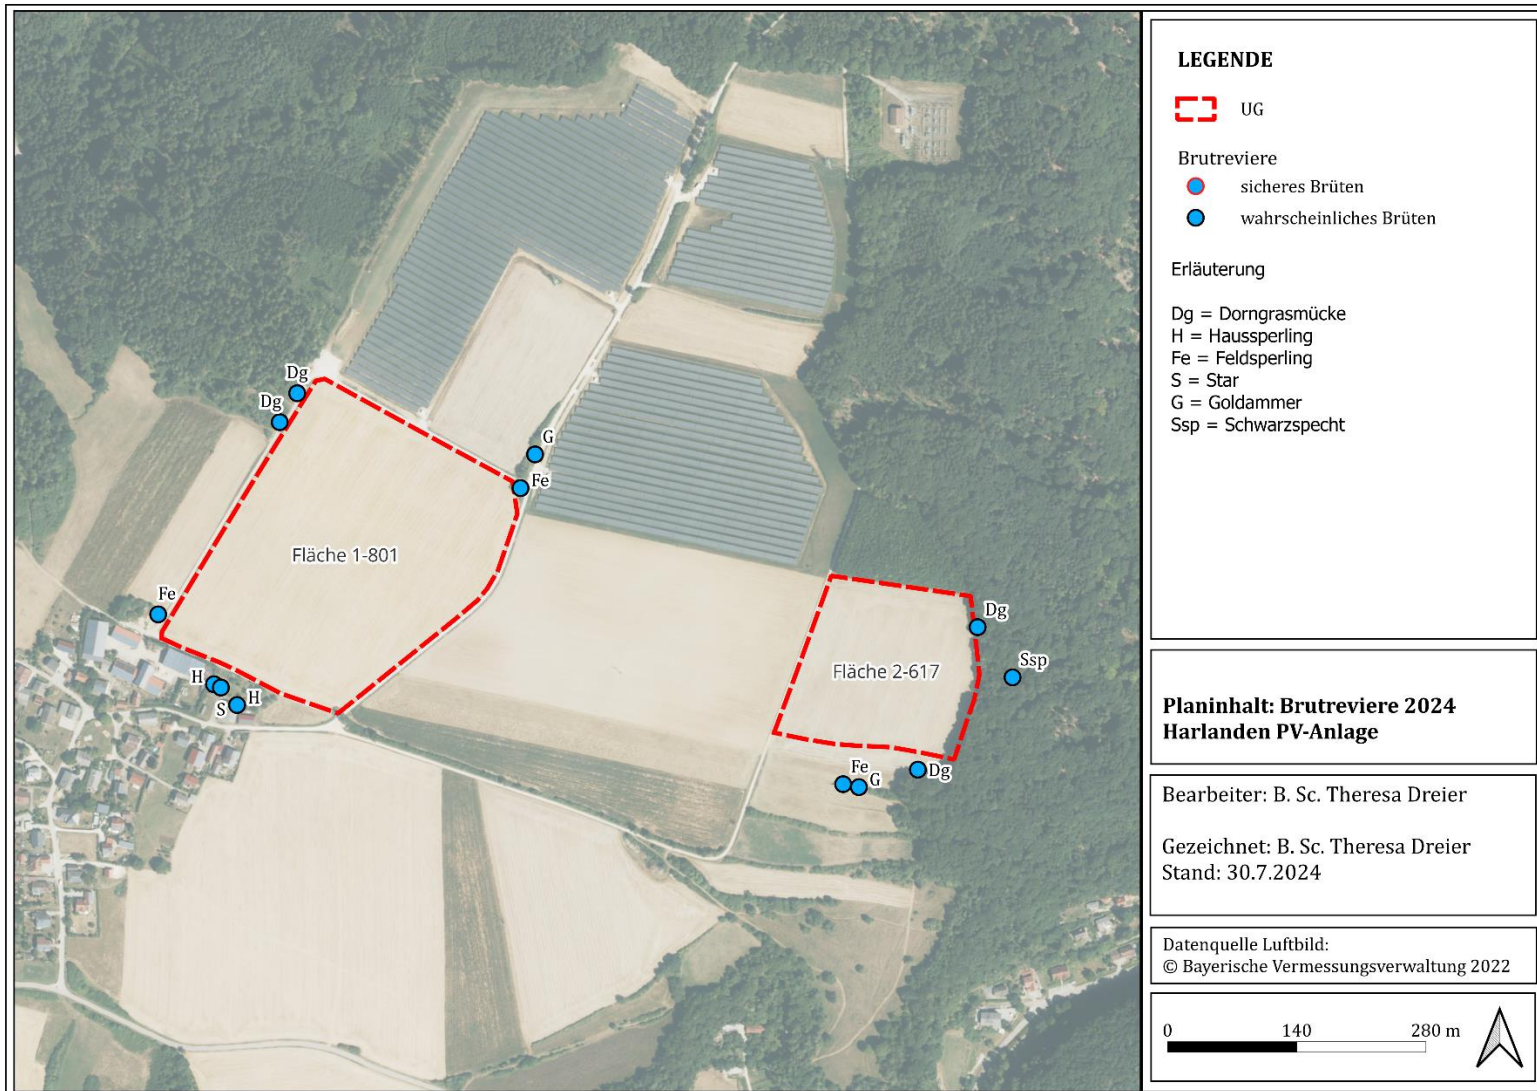 Dg
Dg
G
Fe
Fläche 1-801
Fe
H
S
H
Dg
Ssp
Fläche 2-617
Fe
G
Dg
LEGENDE
UG
Brutreviere
sicheres Brüten
wahrscheinliches Brüten
Erläuterung
Dg = Dorngrasmücke
H = Haussperling
Fe = Feldsperling
S = Star
G = Goldammer
Ssp = Schwarzspecht
Planinhalt: Brutreviere 2024
Harlanden PV-Anlage
Bearbeiter: B. Sc. Theresa Dreier
Gezeichnet: B. Sc. Theresa Dreier
Stand: 30.7.2024
Datenquelle Luftbild:
© Bayerische Vermessungsverwaltung 2022
0 140 280 m